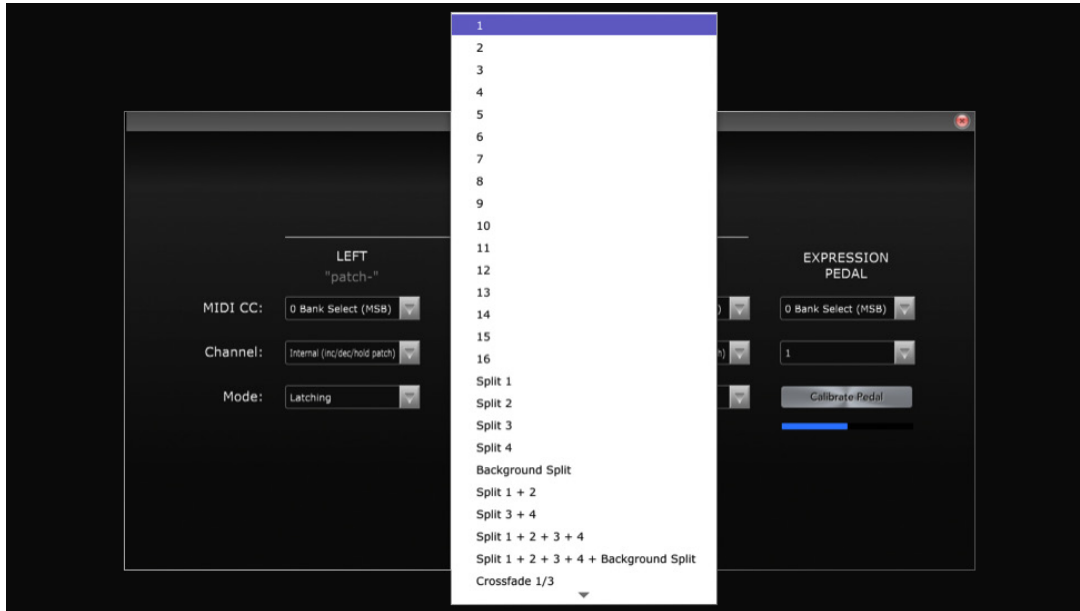 1
2
3
4
5
6
7
8
9
10
11
12
13
14
15
16
Split 1
Split 2
Split 3
Split 4
Background Split
Split 1 + 2
Split 3 + 4
Split 1 + 2 + 3 + 4
Split 1 + 2 + 3 + 4 + Background Split
Crossfade 1/3
LEFT
"patch-"
EXPRESSION
PEDAL
MIDI CC:
0 Bank Select (MSB)
)
0 Bank Select (MSB)
Channel:
Internal (inc/dec/hold patch)
h)
1
Mode:
Latching
Calibrate Pedal